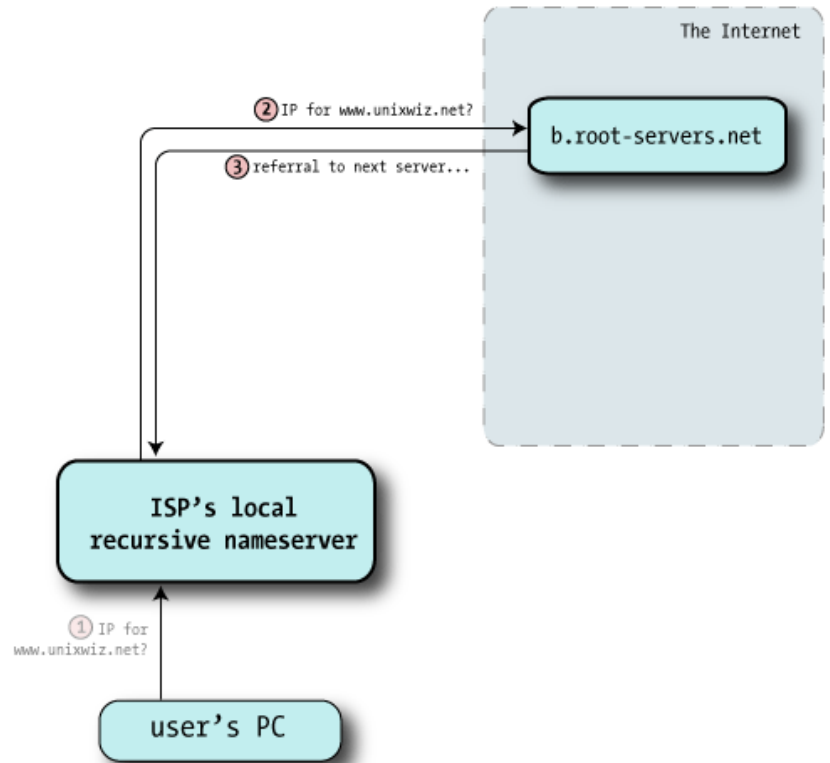 The Internet
② IP for www.unixwiz.net?
b.root-servers.net
③ referral to next server...
ISP’s local
recursive nameserver
① IP for
www.unixwiz.net?
user’s PC